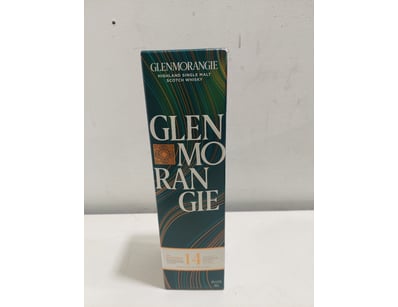 GLENMORANGIE
HIGHLAND SINGLE MALT
SCOTCH WHISKY
GLEN
MO
RAN
GIE
14